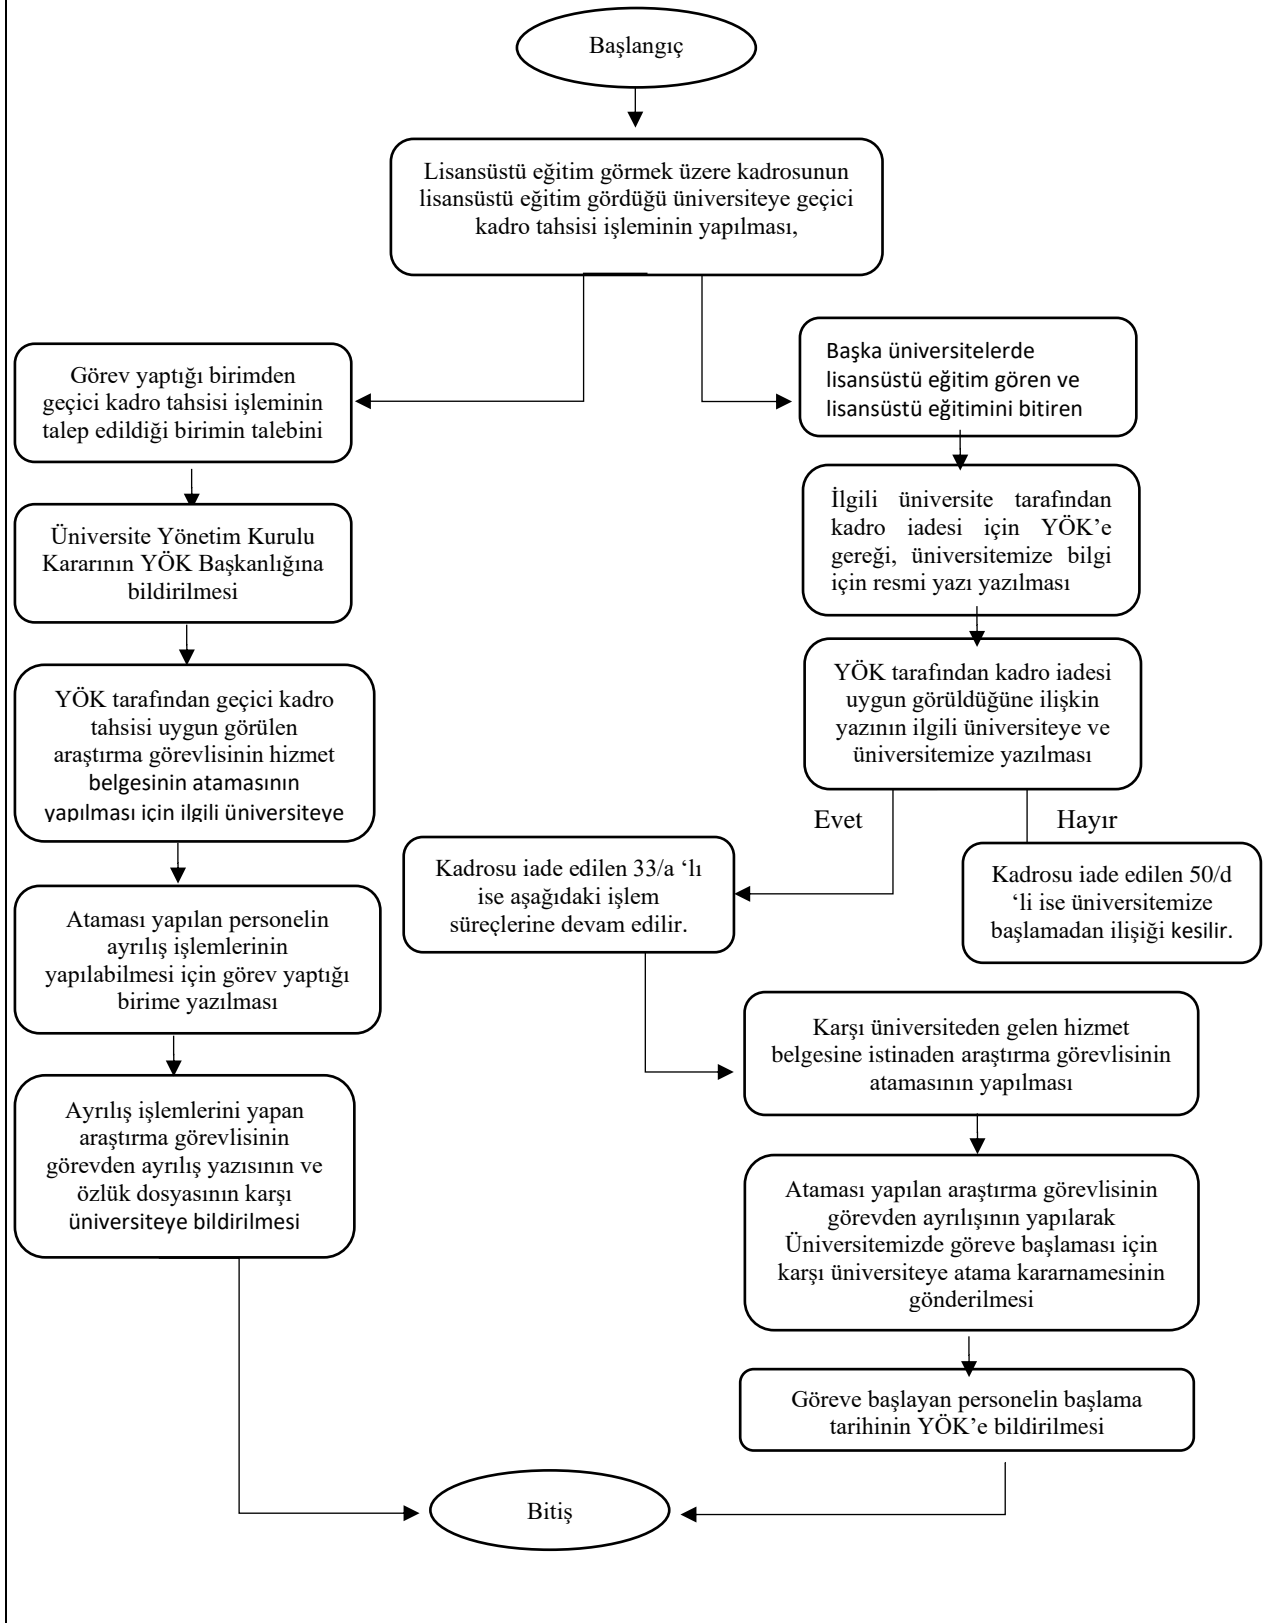 Başlangıç
Lisansüstü eğitim görmek üzere kadrosunun
lisansüstü eğitim gördüğü üniversiteye geçici
kadro tahsisi işleminin yapılması,
Görev yaptığı birimden
geçici kadro tahsisi işleminin
talep edildiği birimin talebini
Üniversite Yönetim Kurulu
Kararının YÖK Başkanlığına
bildirilmesi
YÖK tarafından geçici kadro
tahsisi uygun görülen
araştırma görevlisinin hizmet
belgesinin atamasının
yapılması için ilgili üniversiteye
Ataması yapılan personelin
ayrılış işlemlerinin
yapılabilmesi için görev yaptığı
birime yazılması
Ayrılış işlemlerini yapan
araştırma görevlisinin
görevden ayrılış yazısının ve
özlük dosyasının karşı
üniversiteye bildirilmesi
Başka üniversitelerde
lisansüstü eğitim gören ve
lisansüstü eğitimini bitiren
İlgili üniversite tarafından
kadro iadesi için YÖK’e
gereği, üniversitemize bilgi
için resmi yazı yazılması
YÖK tarafından kadro iadesi
uygun görüldüğüne ilişkin
yazının ilgili üniversiteye ve
üniversitemize yazılması
Evet
Hayır
Kadrosu iade edilen 33/a ‘lı
ise aşağıdaki işlem
süreçlerine devam edilir.
Kadrosu iade edilen 50/d
‘li ise üniversitemize
başlamadan ilişiği kesilir.
Karşı üniversiteden gelen hizmet
belgesine istinaden araştırma görevlisinin
atamasının yapılması
Ataması yapılan araştırma görevlisinin
görevden ayrılışının yapılarak
Üniversitemizde göreve başlaması için
karşı üniversiteye atama kararnamesinin
gönderilmesi
Göreve başlayan personelin başlama
tarihinin YÖK’e bildirilmesi
Bitiş